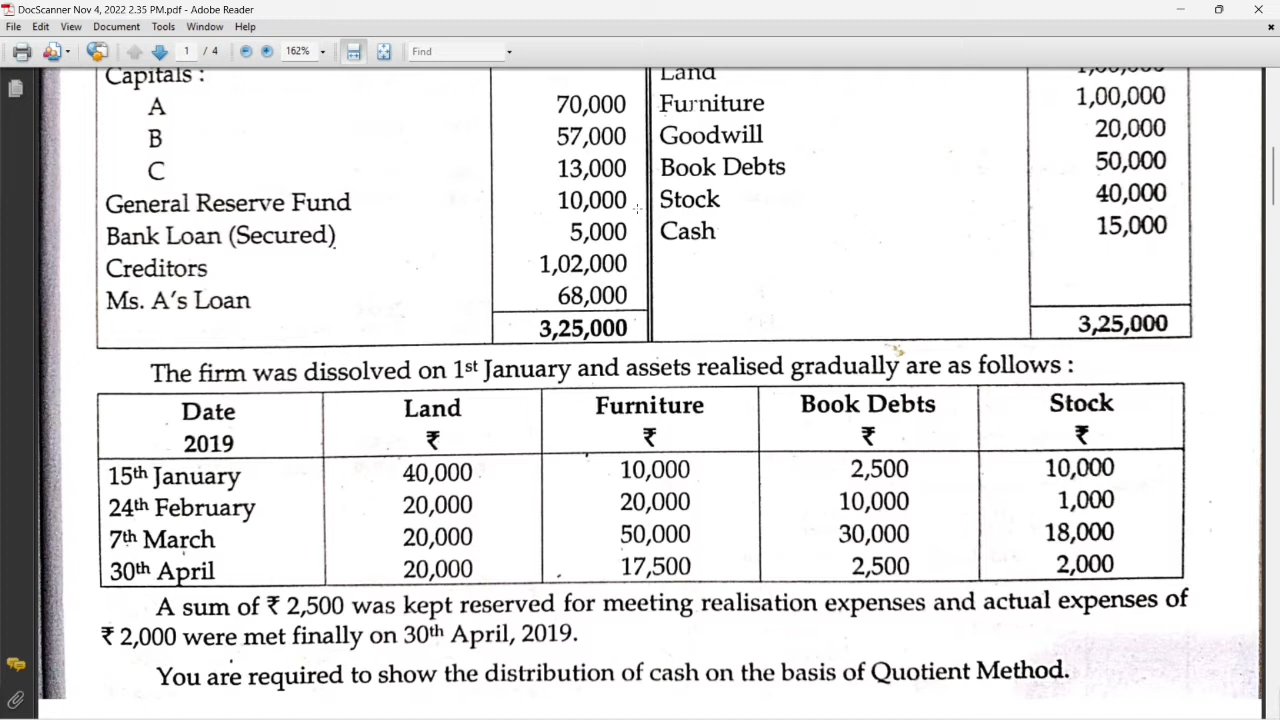 DocScanner Nov 4, 2022 2.35 PM.pdf - Adobe Reader
File Edit View Document Tools Window Help
1 / 4 162% Find
Capitals : Land 1,00,000
A 70,000 Furniture 1,00,000
B 57,000 Goodwill 20,000
C 13,000 Book Debts 50,000
General Reserve Fund 10,000 Stock 40,000
Bank Loan (Secured) 5,000 Cash 15,000
Creditors 1,02,000
Ms. A's Loan 68,000
3,25,000 3,25,000
The firm was dissolved on 1st January and assets realised gradually are as follows :
Date Land Furniture Book Debts Stock
2019 ₹ ₹ ₹ ₹
15th January 40,000 10,000 2,500 10,000
24th February 20,000 20,000 10,000 1,000
7th March 20,000 50,000 30,000 18,000
30th April 20,000 17,500 2,500 2,000
A sum of ₹ 2,500 was kept reserved for meeting realisation expenses and actual expenses of
₹ 2,000 were met finally on 30th April, 2019.
You are required to show the distribution of cash on the basis of Quotient Method.